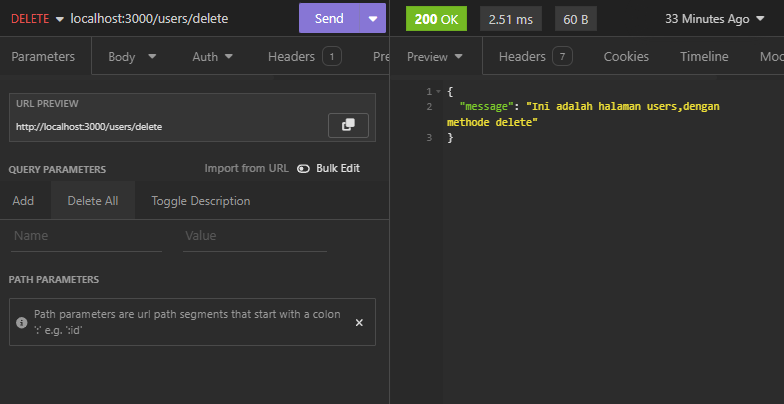 DELETE localhost:3000/users/delete Send
200 OK 2.51 ms 60 B 33 Minutes Ago
Parameters Body Auth Headers 1 Pre
Preview Headers 7 Cookies Timeline Moc
URL PREVIEW
http://localhost:3000/users/delete
QUERY PARAMETERS Import from URL Bulk Edit
Add Delete All Toggle Description
Name Value
PATH PARAMETERS
Path parameters are url path segments that start with a colon
':' e.g. ':id'
1 {
2 "message": "Ini adalah halaman users,dengan
methode delete"
3 }